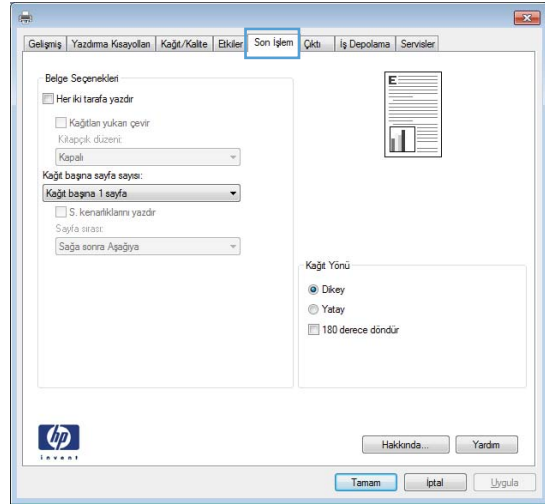 Gelişmiş Yazdırma Kısayolları Kağıt/Kalite Etkiler Son İşlem Çıktı İş Depolama Servisler
Belge Seçenekleri
Her iki tarafa yazdır
Kağıtları yukarı çevir
Kitapçık düzeni:
Kapalı
Kağıt başına sayfa sayısı:
Kağıt başına 1 sayfa
S. kenarlıklarını yazdır
Sayfa sırası:
Sağa sonra Aşağıya
E
Kağıt Yönü
Dikey
Yatay
180 derece döndür
hp
invent
Hakkında... Yardım
Tamam İptal Uygula